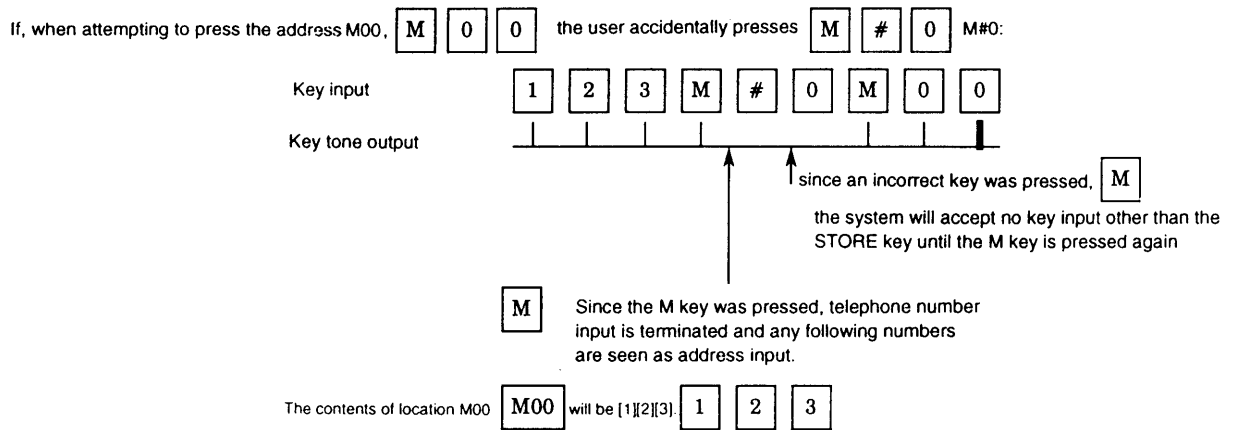 If, when attempting to press the address M00, M 0 0 the user accidentally presses M # 0 M#0:
Key input 1 2 3 M # 0 M 0 0
Key tone output
since an incorrect key was pressed, M
the system will accept no key input other than the
STORE key until the M key is pressed again
M Since the M key was pressed, telephone number
input is terminated and any following numbers
are seen as address input.
The contents of location M00 M00 will be [1][2][3]. 1 2 3